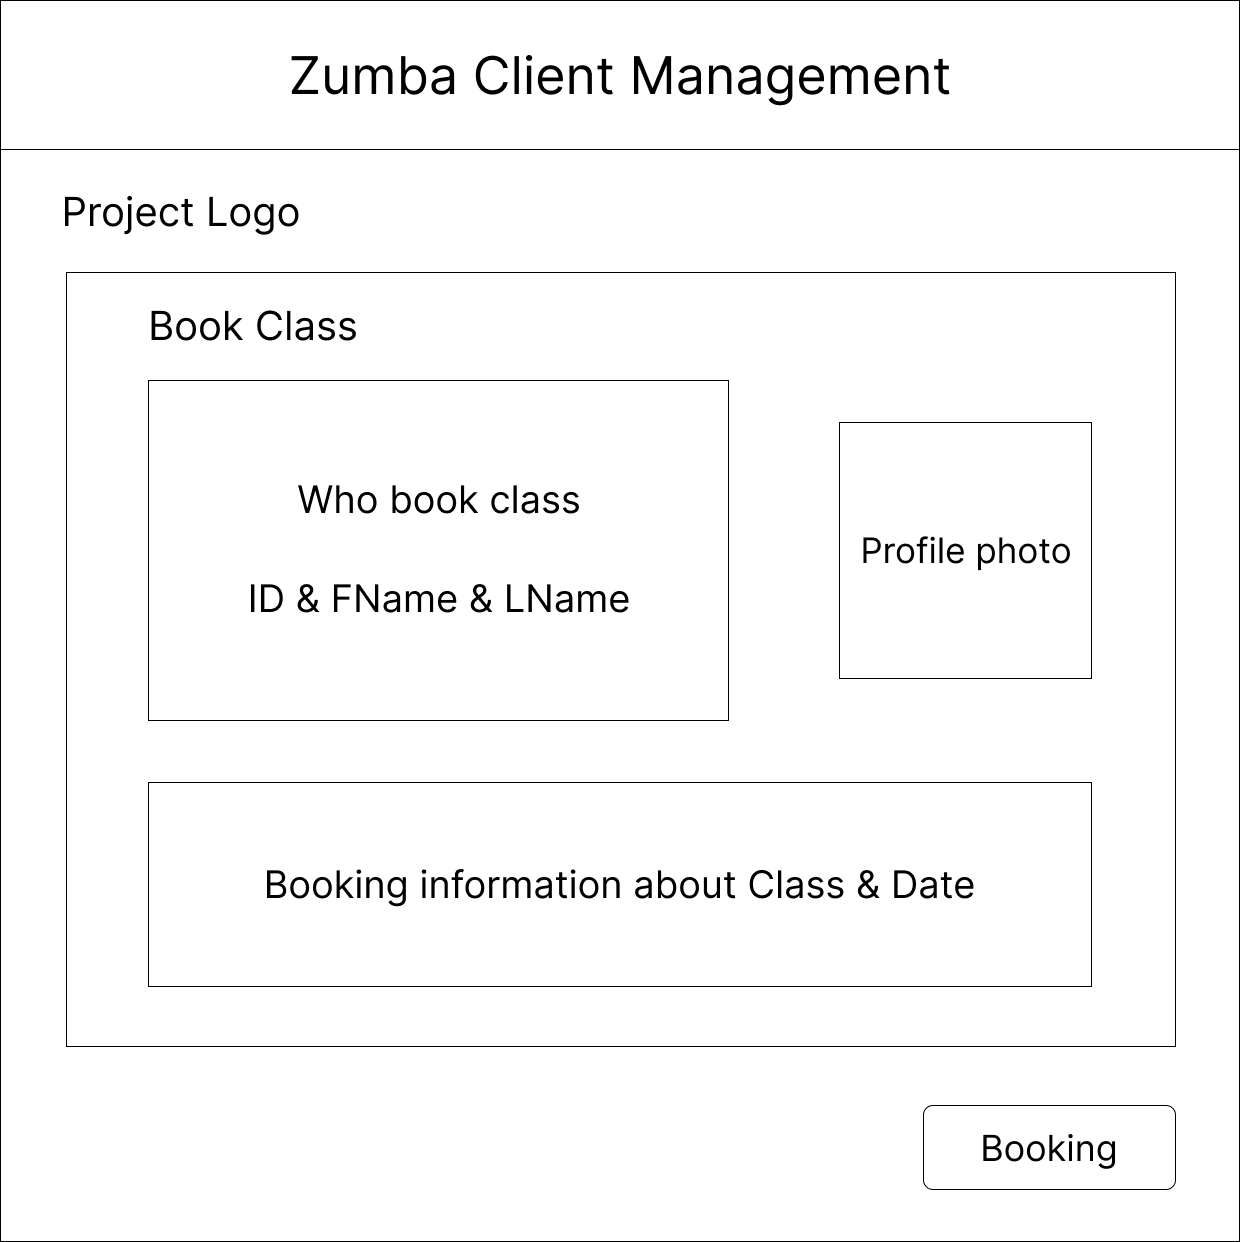 Zumba Client Management
Project Logo
Book Class
Who book class
ID & FName & LName
Profile photo
Booking information about Class & Date
Booking